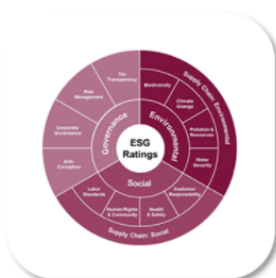 ESG
Ratings
Governance
Environmental
Social
Tax
Transparency
Risk
Management
Corporate
Governance
Anti-
Corruption
Biodiversity
Climate
Change
Pollution &
Resources
Water
Security
Supply Chain: Environmental
Labor
Standards
Human Rights
& Community
Health
& Safety
Customer
Responsibility
Supply Chain: Social